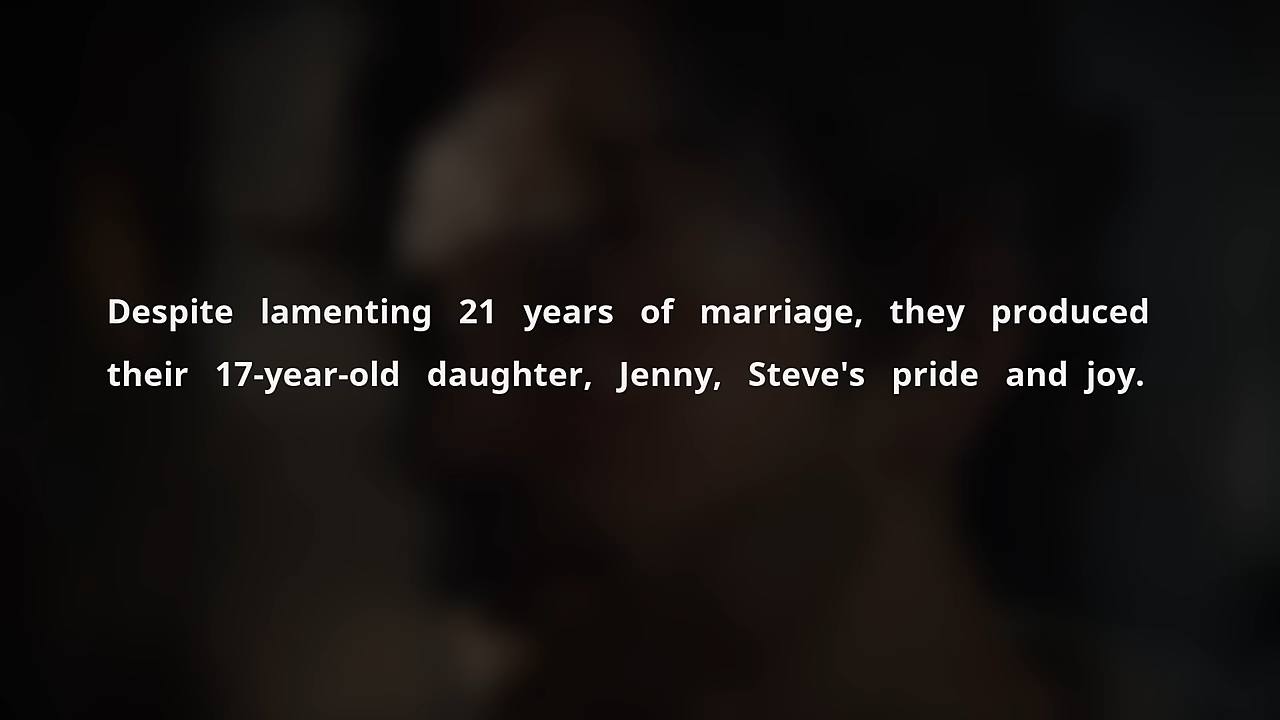 Despite lamenting 21 years of marriage, they produced
their 17-year-old daughter, Jenny, Steve's pride and joy.